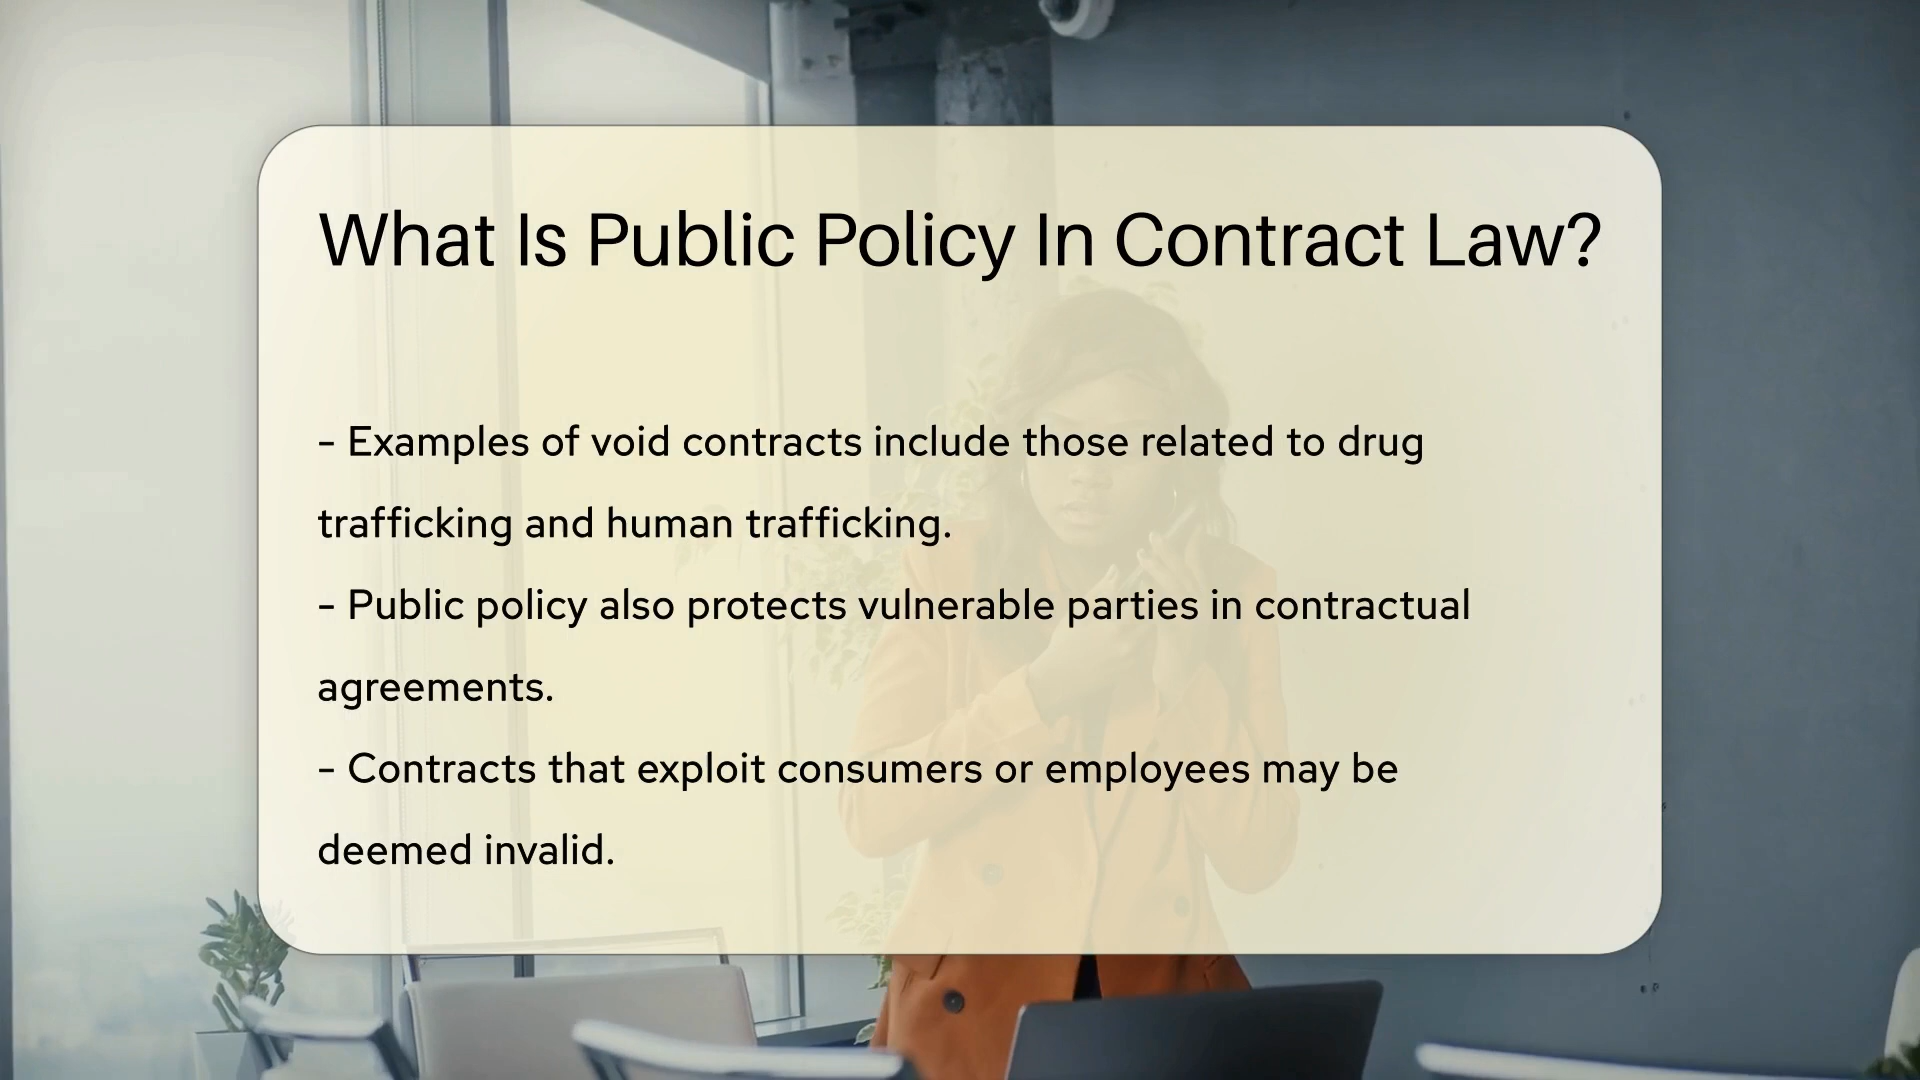 What Is Public Policy In Contract Law?
– Examples of void contracts include those related to drug
trafficking and human trafficking.
– Public policy also protects vulnerable parties in contractual
agreements.
– Contracts that exploit consumers or employees may be
deemed invalid.